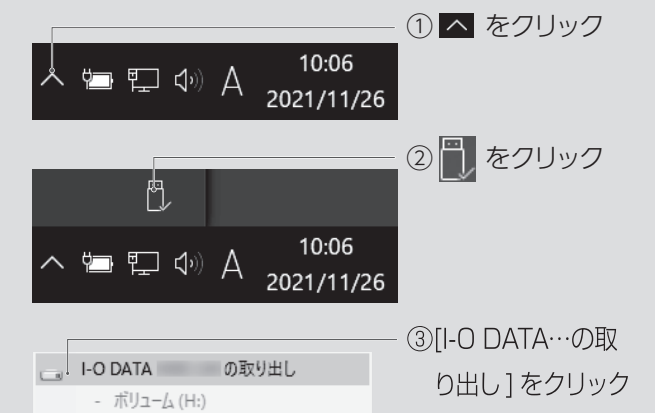 ① をクリック
10:06
A
2021/11/26
② をクリック
10:06
A
2021/11/26
③[I-O DATA…の取
り出し]をクリック
I-O DATA の取り出し
- ボリューム (H:)